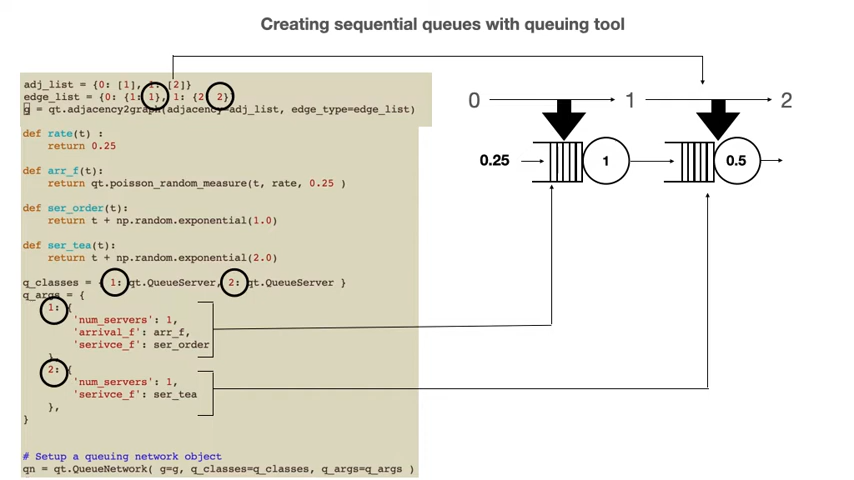 Creating sequential queues with queuing tool
adj_list = {0: [1], 1: [2]}
edge_list = {0: {1: 1}, 1: {2 2}
g = qt.adjacency2graph(adjacency=adj_list, edge_type=edge_list)
def rate(t) :
return 0.25
def arr_f(t):
return qt.poisson_random_measure(t, rate, 0.25 )
def ser_order(t):
return t + np.random.exponential(1.0)
def ser_tea(t):
return t + np.random.exponential(2.0)
q_classes = { 1: qt.QueueServer, 2: qt.QueueServer }
q_args = {
1: {
'num_servers': 1,
'arrival_f': arr_f,
'serivce_f': ser_order
},
2: {
'num_servers': 1,
'serivce_f': ser_tea
},
}
# Setup a queuing network object
qn = qt.QueueNetwork( g=g, q_classes=q_classes, q_args=q_args )
0 1 2
0.25 1 0.5